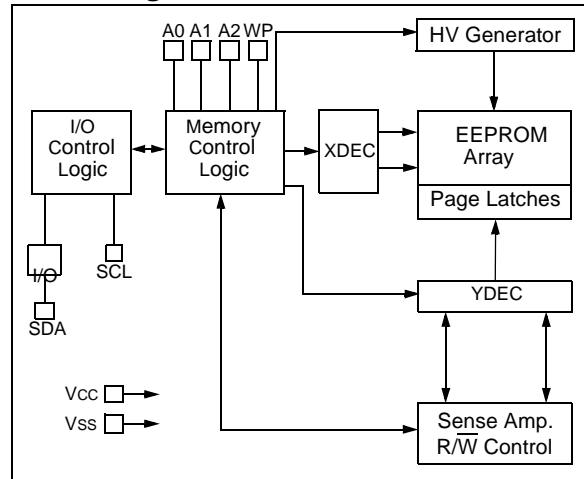 A0 A1 A2 WP
HV Generator
I/O
Control
Logic
Memory
Control
Logic
XDEC
EEPROM
Array
Page Latches
I/O
SCL
SDA
YDEC
VCC
VSS
Sense Amp.
R/W̅ Control